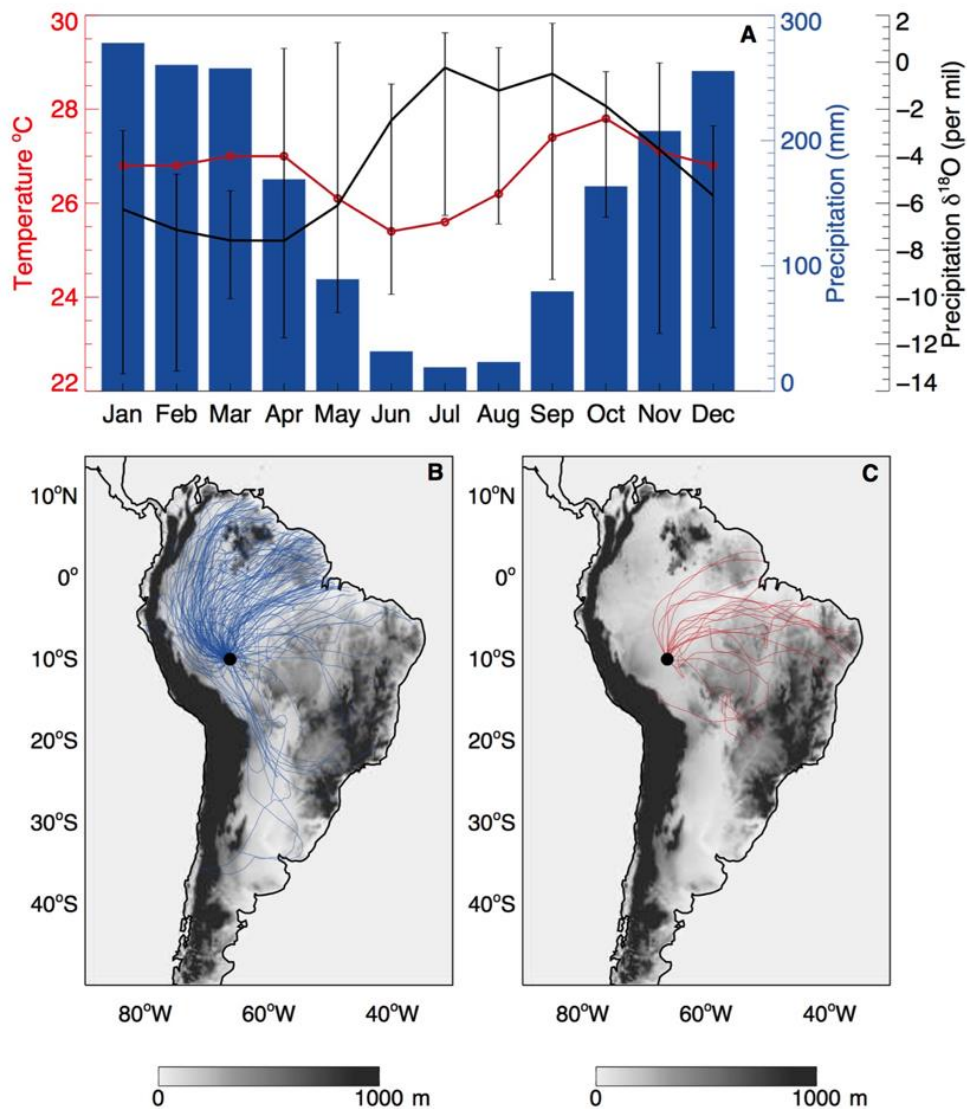 A
Temperature °C
30
28
26
24
22
Precipitation (mm)
300
200
100
0
Precipitation δ¹⁸O (per mil)
2
0
−2
−4
−6
−8
−10
−12
−14
Jan Feb Mar Apr May Jun Jul Aug Sep Oct Nov Dec
B
10°N
0°
10°S
20°S
30°S
40°S
80°W 60°W 40°W
0 1000 m
C
10°N
0°
10°S
20°S
30°S
40°S
80°W 60°W 40°W
0 1000 m